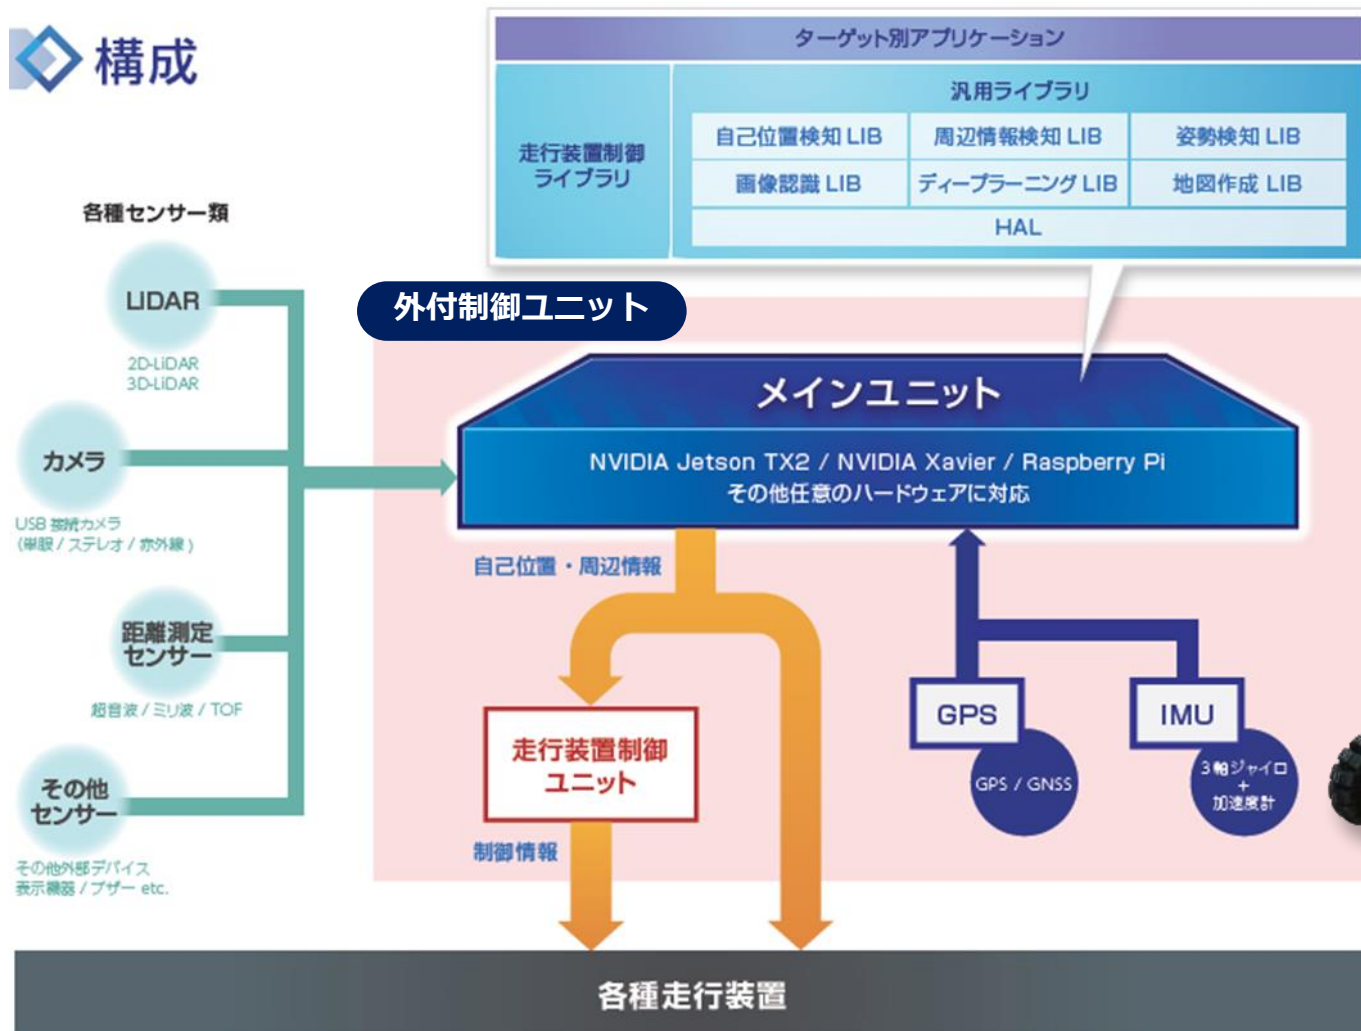 構成
ターゲット別アプリケーション
走行装置制御
ライブラリ
汎用ライブラリ
自己位置検知 LIB
周辺情報検知 LIB
姿勢検知 LIB
画像認識 LIB
ディープラーニング LIB
地図作成 LIB
HAL
各種センサー類
LIDAR
2D-LiDAR
3D-LiDAR
カメラ
USB 接続カメラ
(単眼 / ステレオ / 赤外線 )
距離測定
センサー
超音波 / ミリ波 / TOF
その他
センサー
その他外部デバイス
表示機器 / ブザー etc.
外付制御ユニット
メインユニット
NVIDIA Jetson TX2 / NVIDIA Xavier / Raspberry Pi
その他任意のハードウェアに対応
自己位置・周辺情報
走行装置制御
ユニット
制御情報
GPS
GPS / GNSS
IMU
3軸ジャイロ
+
加速度計
各種走行装置